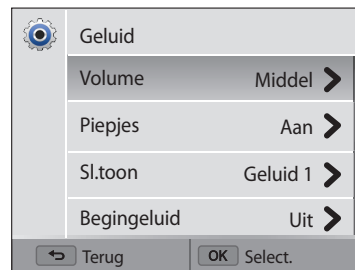 Geluid
Volume Middel
Piepjes Aan
Sl.toon Geluid 1
Begingeluid Uit
Terug OK Select.